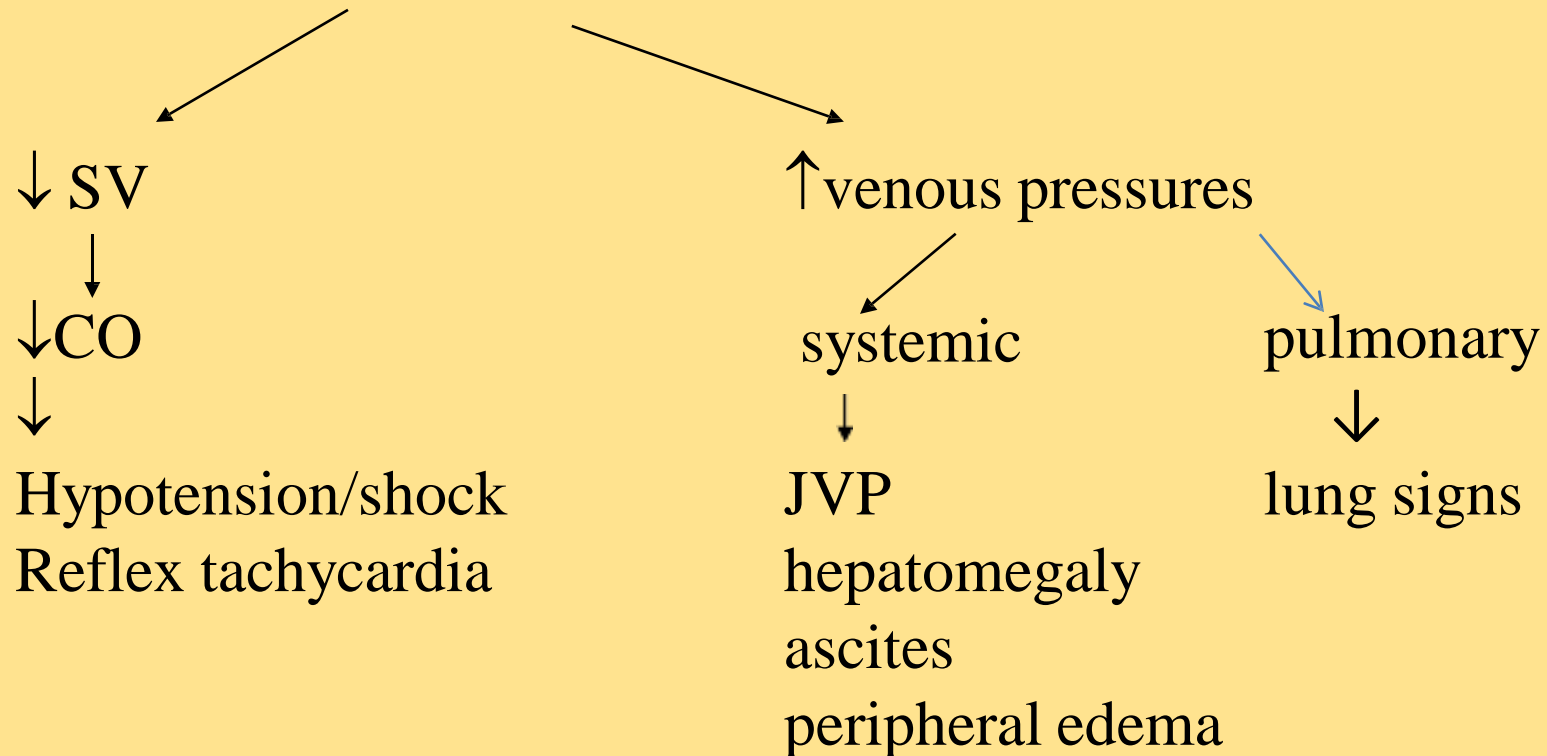 ↓ SV
↑venous pressures
↓CO
systemic
pulmonary
↓
↓
Hypotension/shock
JVP
lung signs
Reflex tachycardia
hepatomegaly
ascites
peripheral edema